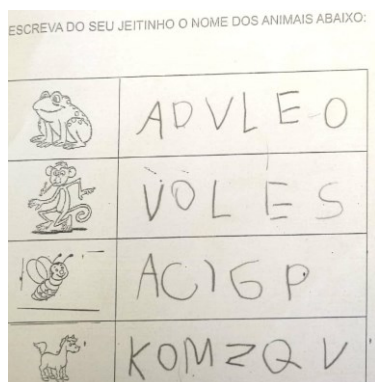 ESCREVA DO SEU JEITINHO O NOME DOS ANIMAIS ABAIXO:
ADVLEO
VOLES
ACIGP
KOMZQV